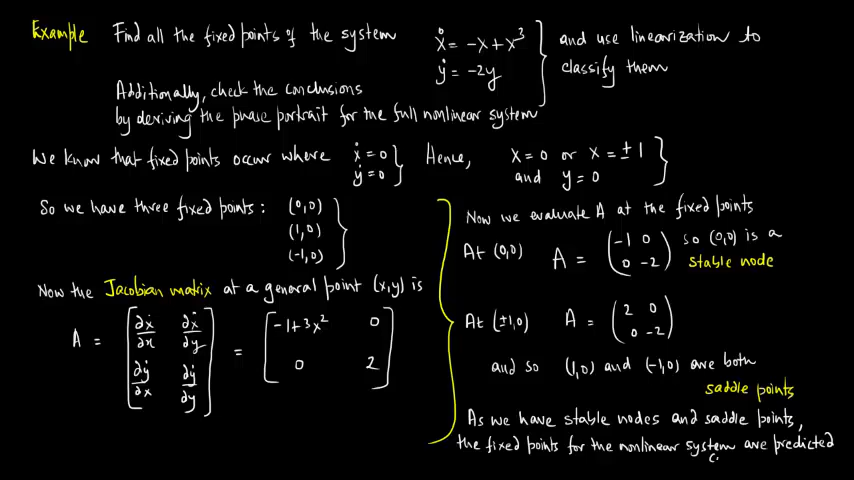 Example Find all the fixed points of the system ẋ = -x + x³ and use linearization to
ẏ = -2y classify them
Additionally, check the conclusions
by deriving the phase portrait for the full nonlinear system
We know that fixed points occur where ẋ = 0 Hence, x = 0 or x = ±1
ẏ = 0 and y = 0
So we have three fixed points: (0,0)
(1,0)
(-1,0)
Now the Jacobian matrix at a general point (x,y) is
A = [∂ẋ/∂x ∂ẋ/∂y; ∂ẏ/∂x ∂ẏ/∂y] = [-1+3x² 0; 0 2]
Now we evaluate A at the fixed points
At (0,0) A = (-1 0; 0 -2) so (0,0) is a
stable node
At (±1,0) A = (2 0; 0 -2)
and so (1,0) and (-1,0) are both
saddle points
As we have stable nodes and saddle points,
the fixed points for the nonlinear system are predicted